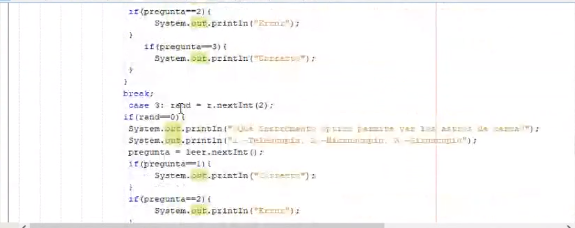 if(pregunta==2){
System.out.println("Error");
}
if(pregunta==3){
System.out.println("Correcto");
}
}
break;
case 3: rand = r.nextInt(2);
if(rand==0){
System.out.println("¿Que instrumento optico permite ver los astros de cerca?");
System.out.println("1.-Telescopio, 2.-Microscopio, 3.-");
pregunta = leer.nextInt();
if(pregunta==1){
System.out.println("Correcto");
}
if(pregunta==2){
System.out.println("Error");
}